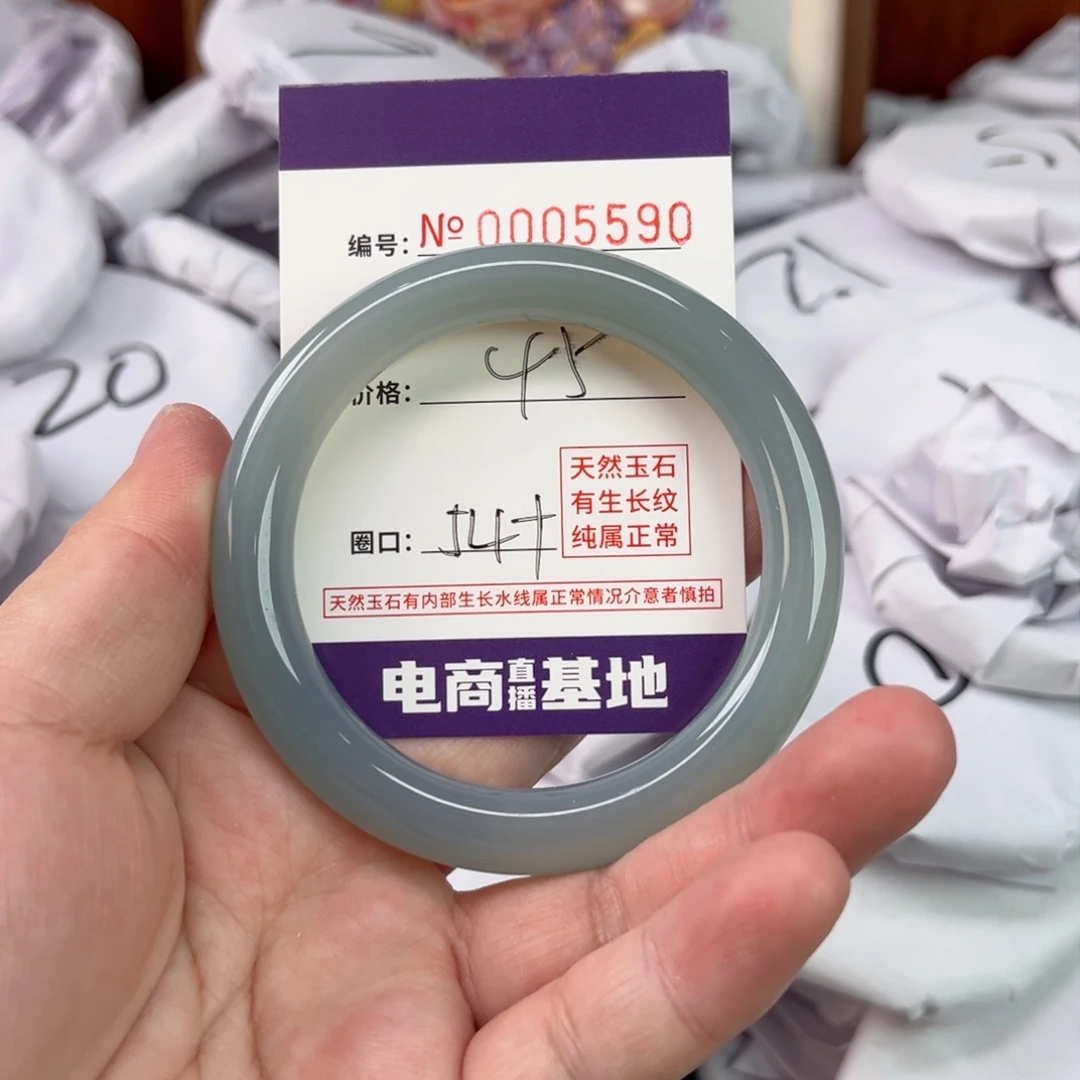 编号: № 0005590
价格: 45
圈口: 54+
天然玉石
有生长纹
纯属正常
天然玉石有内部生长水线属正常情况介意者慎拍
电商直播基地
20